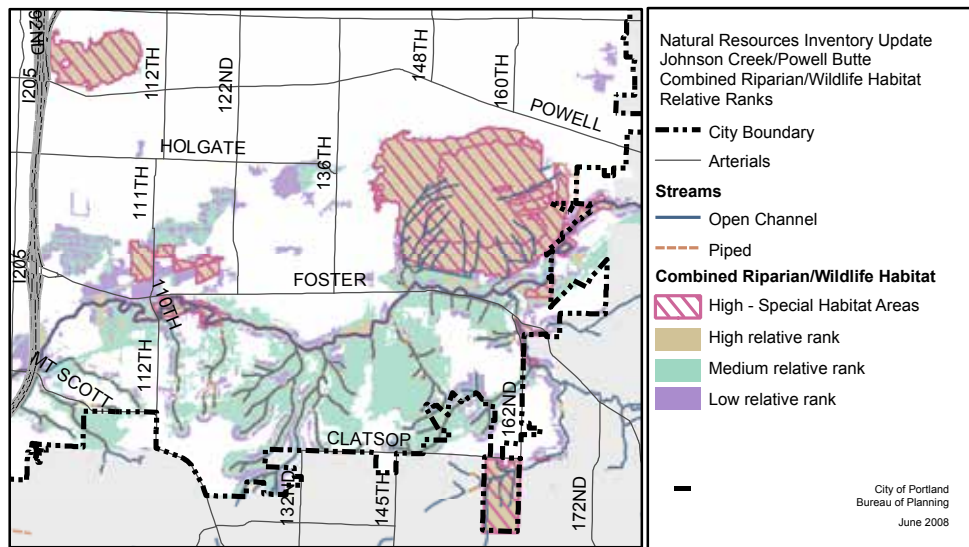 92ND
I205
112TH
122ND
148TH
160TH
POWELL
HOLGATE
136TH
111TH
I205
FOSTER
110TH
112TH
MT SCOTT
162ND
CLATSOP
132ND
145TH
172ND
Natural Resources Inventory Update
Johnson Creek/Powell Butte
Combined Riparian/Wildlife Habitat
Relative Ranks
City Boundary
Arterials
Streams
Open Channel
Piped
Combined Riparian/Wildlife Habitat
High - Special Habitat Areas
High relative rank
Medium relative rank
Low relative rank
City of Portland
Bureau of Planning
June 2008